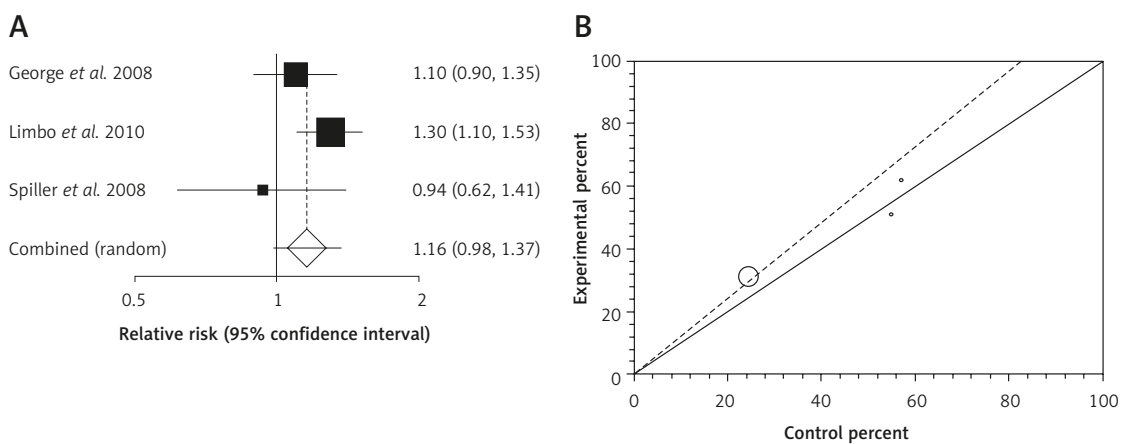 A
George et al. 2008 1.10 (0.90, 1.35)
Limbo et al. 2010 1.30 (1.10, 1.53)
Spiller et al. 2008 0.94 (0.62, 1.41)
Combined (random) 1.16 (0.98, 1.37)
0.5 1 2
Relative risk (95% confidence interval)
B
Experimental percent
100
80
60
40
20
0
0 20 40 60 80 100
Control percent